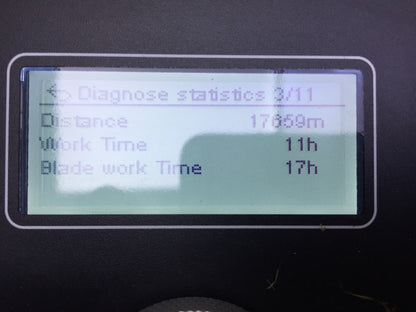 Diagnose statistics 3/11
Distance 17659m
Work Time 11h
Blade work Time 17h